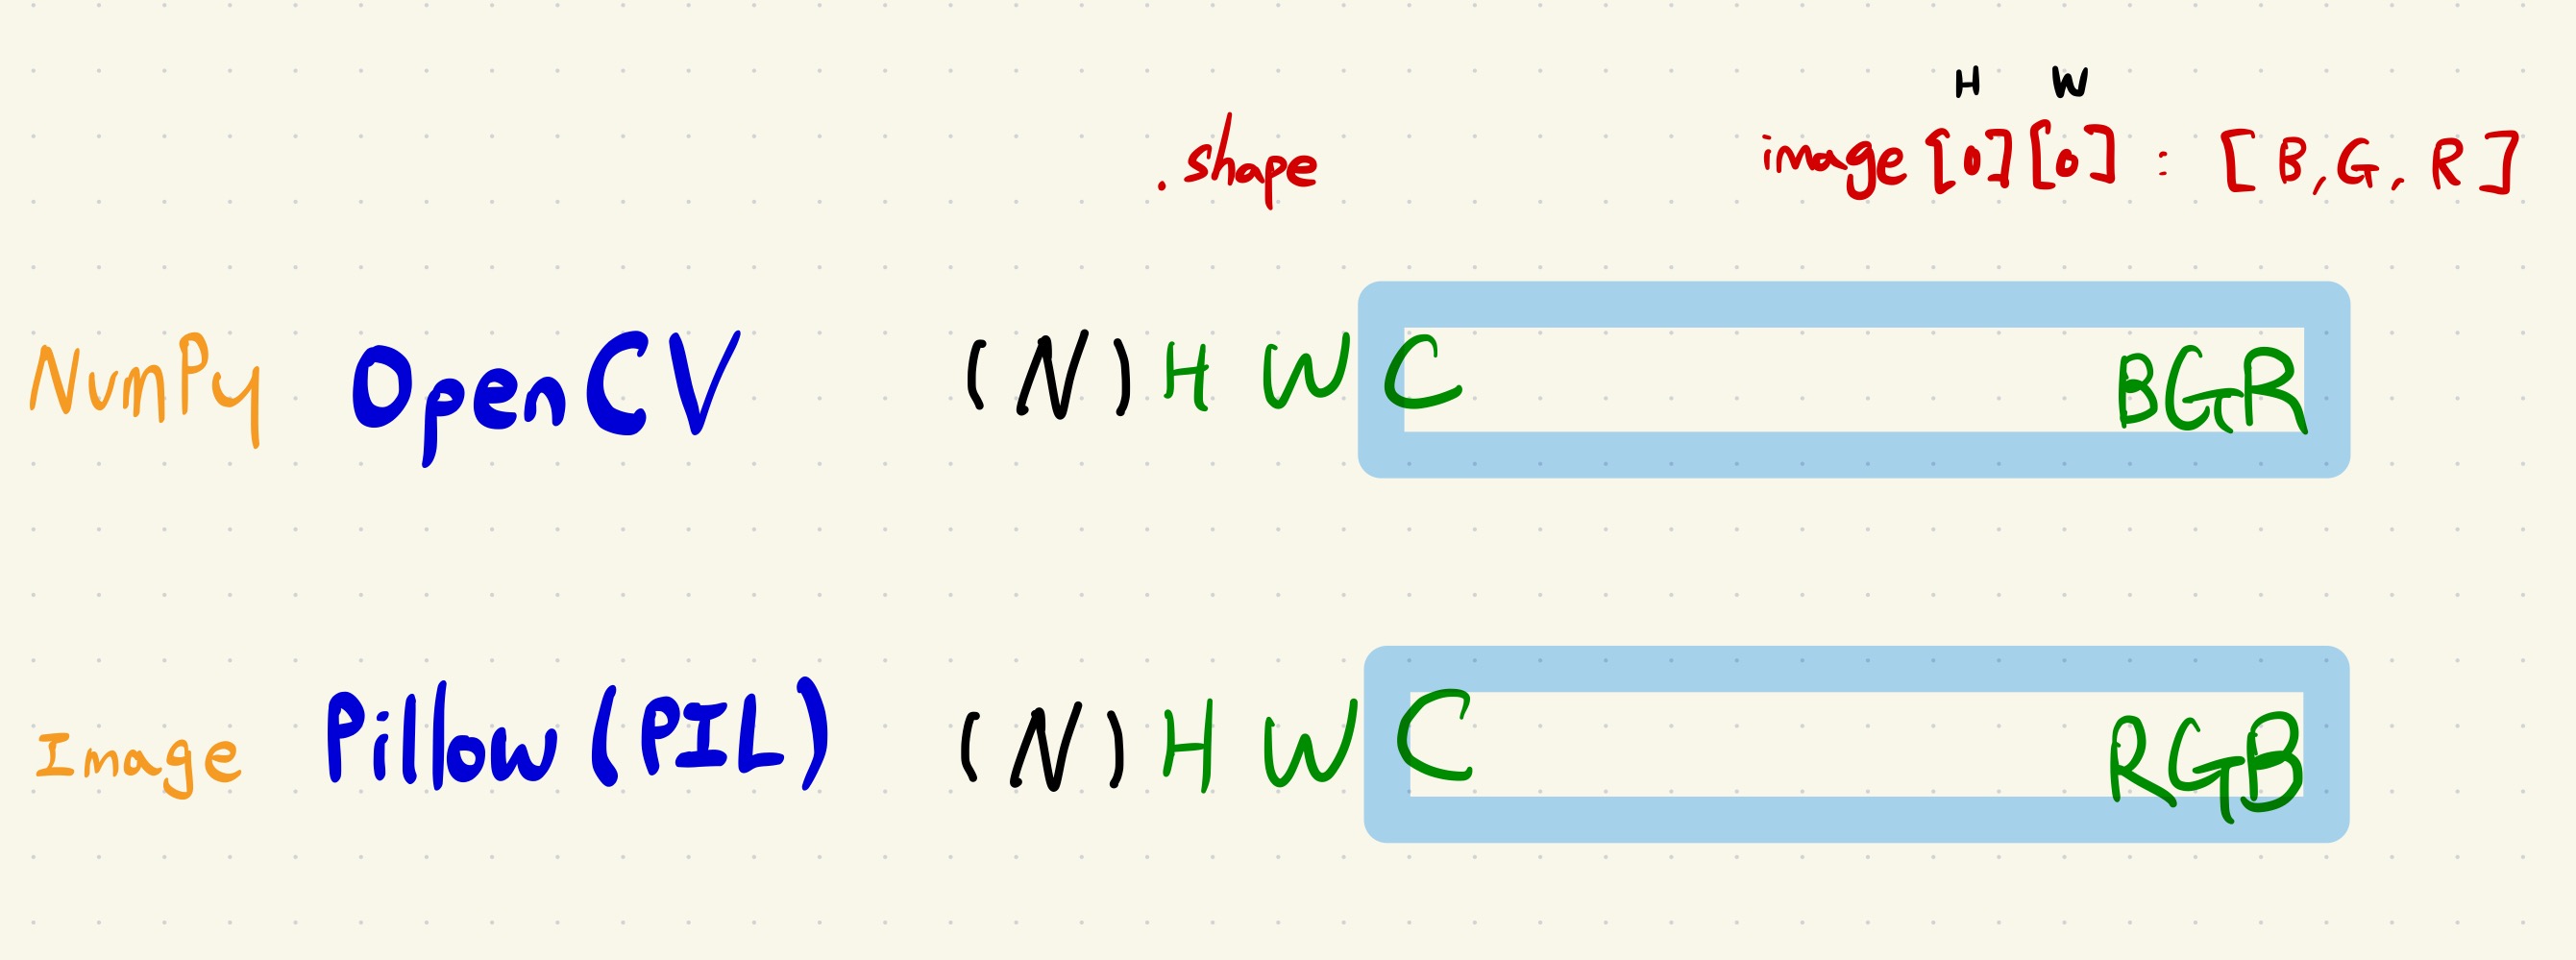 H W
.shape image[0][0] : [B,G,R]
NumPy OpenCV (N) H W C BGR
Image Pillow (PIL) (N) H W C RGB